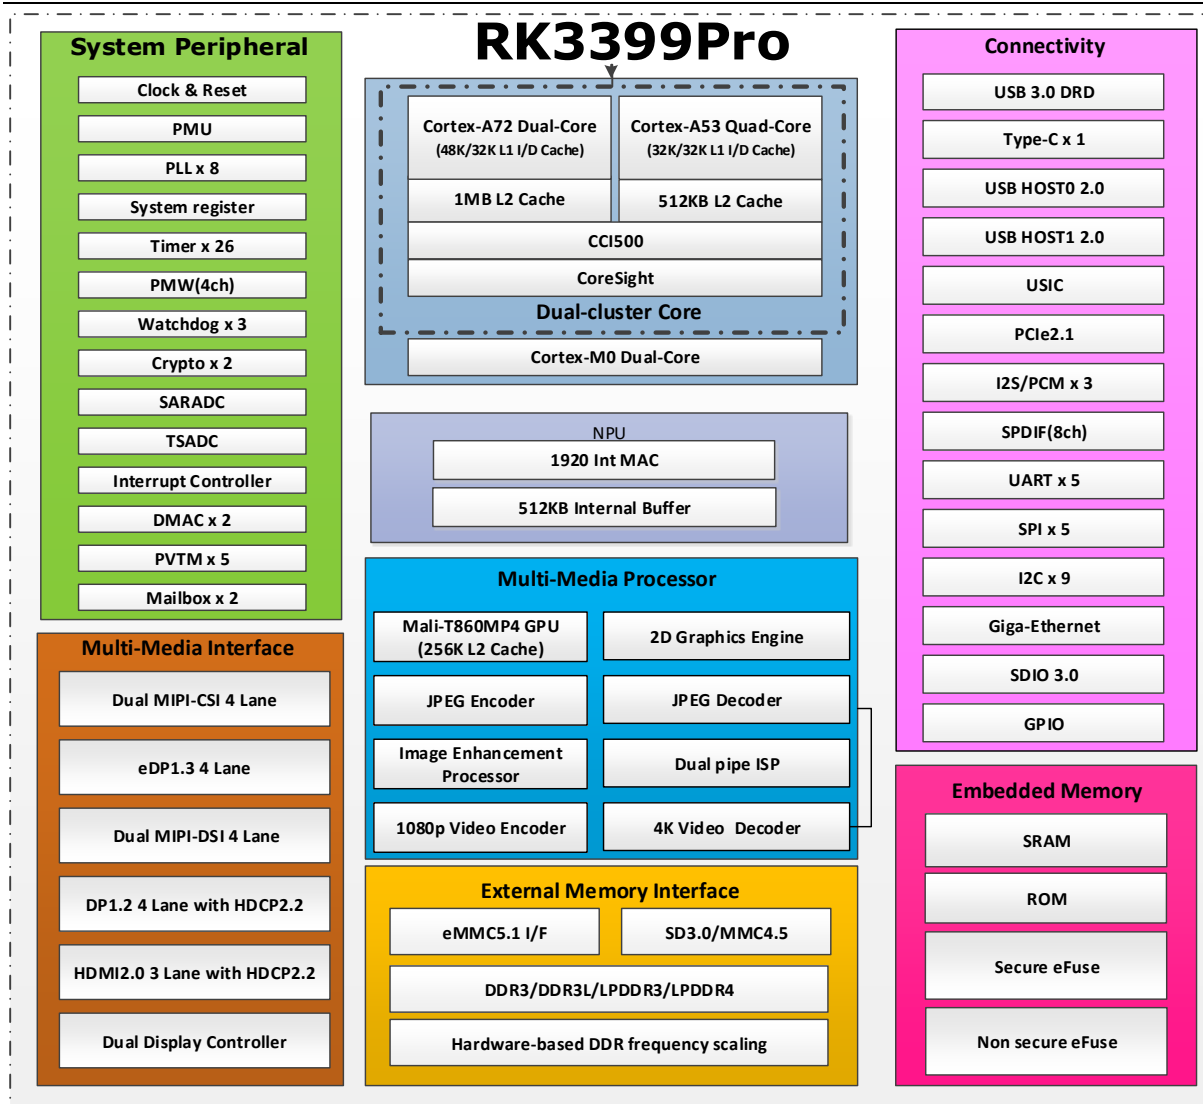 RK3399Pro
System Peripheral
Clock & Reset
PMU
PLL x 8
System register
Timer x 26
PMW(4ch)
Watchdog x 3
Crypto x 2
SARADC
TSADC
Interrupt Controller
DMAC x 2
PVTM x 5
Mailbox x 2
Multi-Media Interface
Dual MIPI-CSI 4 Lane
eDP1.3 4 Lane
Dual MIPI-DSI 4 Lane
DP1.2 4 Lane with HDCP2.2
HDMI2.0 3 Lane with HDCP2.2
Dual Display Controller
Cortex-A72 Dual-Core
(48K/32K L1 I/D Cache)
1MB L2 Cache
Cortex-A53 Quad-Core
(32K/32K L1 I/D Cache)
512KB L2 Cache
CCI500
CoreSight
Dual-cluster Core
Cortex-M0 Dual-Core
NPU
1920 Int MAC
512KB Internal Buffer
Multi-Media Processor
Mali-T860MP4 GPU
(256K L2 Cache)
2D Graphics Engine
JPEG Encoder
JPEG Decoder
Image Enhancement
Processor
Dual pipe ISP
1080p Video Encoder
4K Video Decoder
External Memory Interface
eMMC5.1 I/F
SD3.0/MMC4.5
DDR3/DDR3L/LPDDR3/LPDDR4
Hardware-based DDR frequency scaling
Connectivity
USB 3.0 DRD
Type-C x 1
USB HOST0 2.0
USB HOST1 2.0
USIC
PCIe2.1
I2S/PCM x 3
SPDIF(8ch)
UART x 5
SPI x 5
I2C x 9
Giga-Ethernet
SDIO 3.0
GPIO
Embedded Memory
SRAM
ROM
Secure eFuse
Non secure eFuse